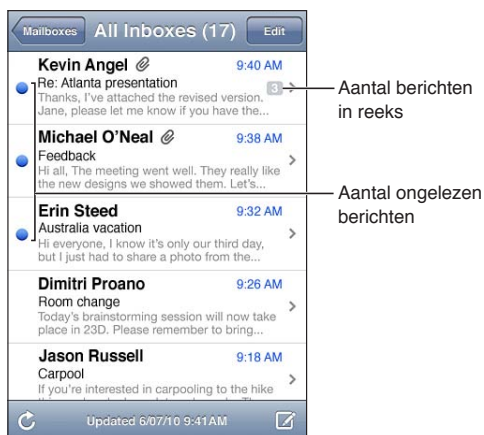 Mailboxes All Inboxes (17) Edit
Kevin Angel 9:40 AM
Re: Atlanta presentation 3
Thanks, I've attached the revised version.
Jane, please let me know if you have the...
Aantal berichten
in reeks
Michael O'Neal 9:38 AM
Feedback
Hi all, The meeting went well. They really like
the new designs we showed them. Let's...
Aantal ongelezen
berichten
Erin Steed 9:32 AM
Australia vacation
Hi everyone, I know it's only our third day,
but I just had to share a photo from the...
Dimitri Proano 9:26 AM
Room change
Today's brainstorming session will now take
place in 23D. Please remember to bring...
Jason Russell 9:18 AM
Carpool
If you're interested in carpooling to the hike
Updated 6/07/10 9:41AM